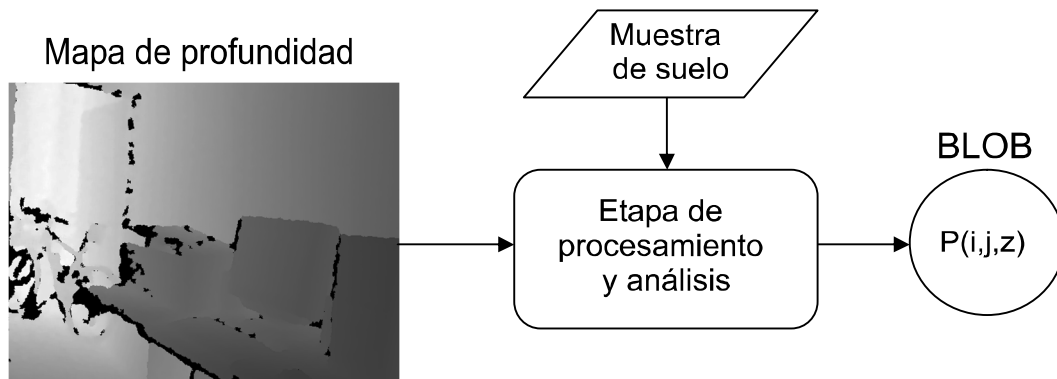 Mapa de profundidad
Muestra
de suelo
Etapa de
procesamiento
y análisis
BLOB
P(i,j,z)